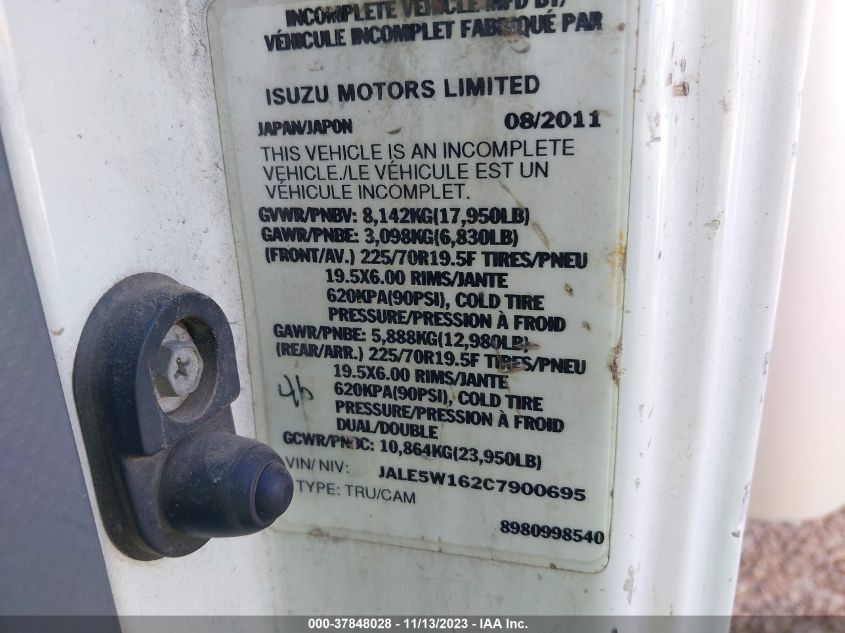 INCOMPLETE VEHICLE MFD BY/
VÉHICULE INCOMPLET FABRIQUÉ PAR
ISUZU MOTORS LIMITED
JAPAN/JAPON 08/2011
THIS VEHICLE IS AN INCOMPLETE
VEHICLE./LE VÉHICULE EST UN
VÉHICULE INCOMPLET.
GVWR/PNBV: 8,142KG(17,950LB)
GAWR/PNBE: 3,098KG(6,830LB)
(FRONT/AV.) 225/70R19.5F TIRES/PNEU
19.5X6.00 RIMS/JANTE
620KPA(90PSI), COLD TIRE
PRESSURE/PRESSION À FROID
GAWR/PNBE: 5,888KG(12,980LB)
(REAR/ARR.) 225/70R19.5F TIRES/PNEU
19.5X6.00 RIMS/JANTE
620KPA(90PSI), COLD TIRE
PRESSURE/PRESSION À FROID
DUAL/DOUBLE
GCWR/PNBC: 10,864KG(23,950LB)
VIN/NIV: JALE5W162C7900695
TYPE: TRU/CAM
8980998540
000-37848028 - 11/13/2023 - IAA Inc.